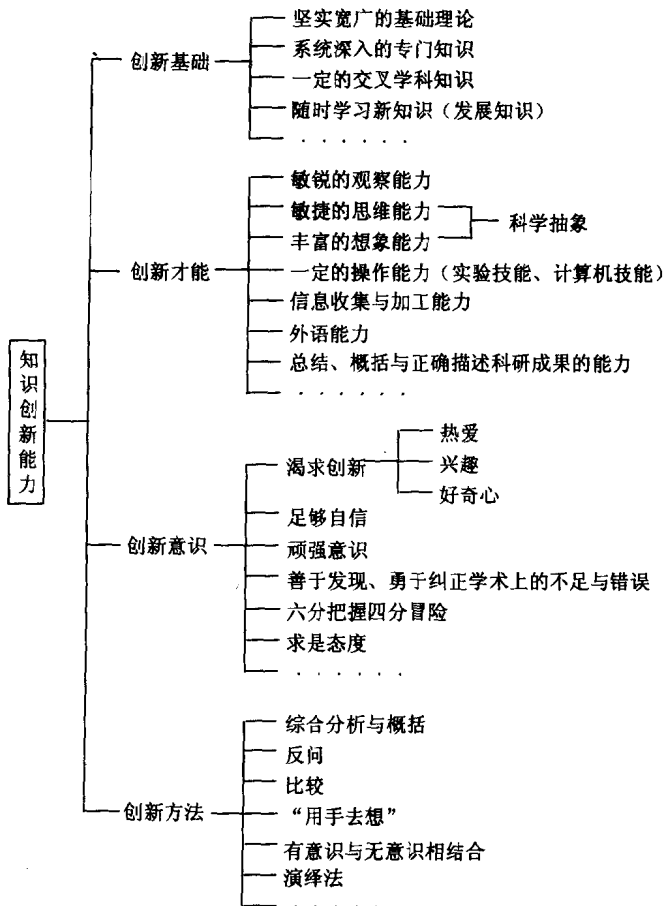 坚实宽广的基础理论
系统深入的专门知识
创新基础
一定的交叉学科知识
随时学习新知识（发展知识）
......
敏锐的观察能力
敏捷的思维能力
科学抽象
丰富的想象能力
创新才能
一定的操作能力（实验技能、计算机技能）
信息收集与加工能力
外语能力
总结、概括与正确描述科研成果的能力
......
知识创新能力
热爱
渴求创新
兴趣
好奇心
足够自信
创新意识
顽强意识
善于发现、勇于纠正学术上的不足与错误
六分把握四分冒险
求是态度
......
综合分析与概括
反问
比较
创新方法
“用手去想”
有意识与无意识相结合
演绎法
......